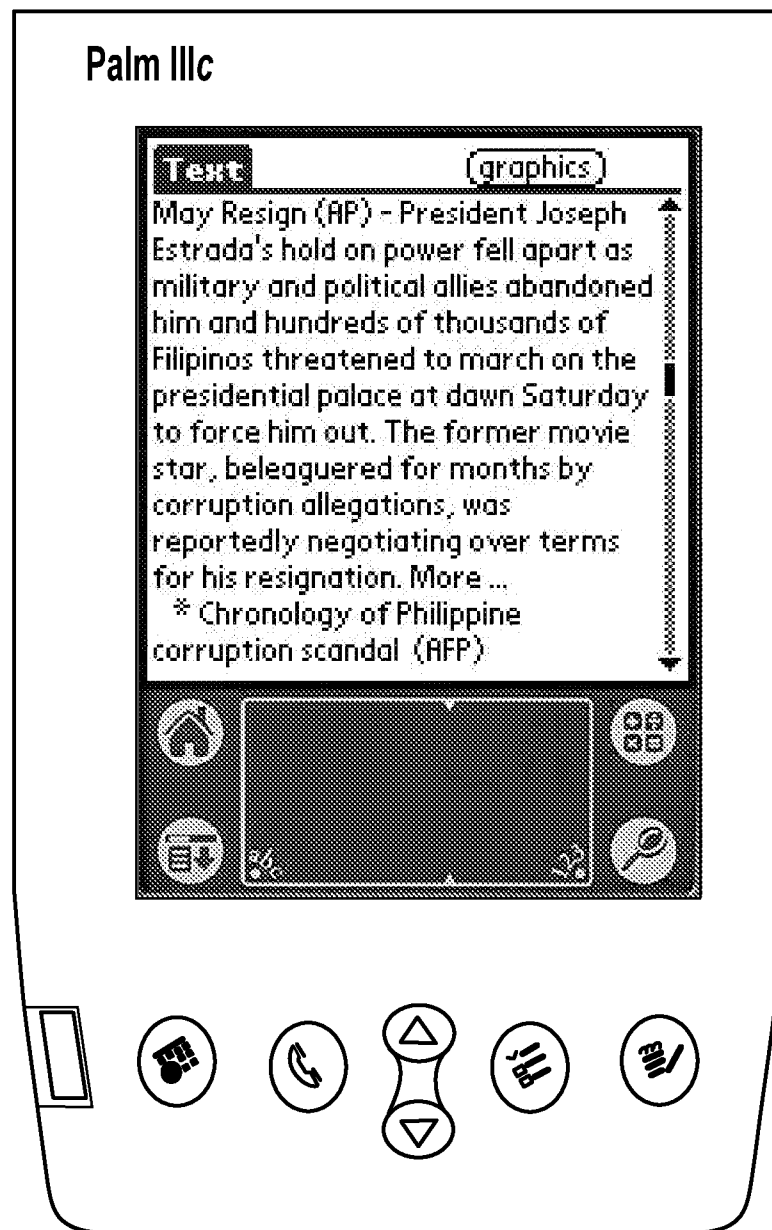 Palm IIIc
Text
(graphics)
May Resign (AP) - President Joseph
Estrada's hold on power fell apart as
military and political allies abandoned
him and hundreds of thousands of
Filipinos threatened to march on the
presidential palace at dawn Saturday
to force him out. The former movie
star, beleaguered for months by
corruption allegations, was
reportedly negotiating over terms
for his resignation. More ...
* Chronology of Philippine
corruption scandal (AFP)
abc
123